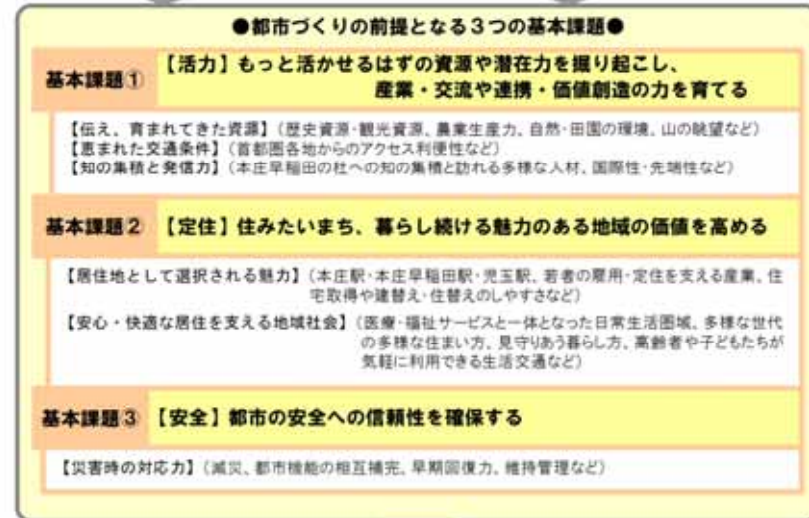 ●都市づくりの前提となる３つの基本課題●
基本課題① 【活力】もっと活かせるはずの資源や潜在力を掘り起こし、
産業・交流や連携・価値創造の力を育てる
【伝え、育まれてきた資源】（歴史資源・観光資源、農業生産力、自然・田園の環境、山の眺望など）
【恵まれた交通条件】（首都圏各地からのアクセス利便性など）
【知の集積と発信力】（本庄早稲田の杜への知の集積と訪れる多様な人材、国際性・先端性など）
基本課題② 【定住】住みたいまち、暮らし続ける魅力のある地域の価値を高める
【居住地として選択される魅力】（本庄駅・本庄早稲田駅・児玉駅、若者の雇用・定住を支える産業、住
宅取得や建替え・住替えのしやすさなど）
【安心・快適な居住を支える地域社会】（医療・福祉サービスと一体となった日常生活圏域、多様な世代
の多様な住まい方、見守りあう暮らし方、高齢者や子どもたちが
気軽に利用できる生活交通など）
基本課題③ 【安全】都市の安全への信頼性を確保する
【災害時の対応力】（減災、都市機能の相互補完、早期回復力、維持管理など）